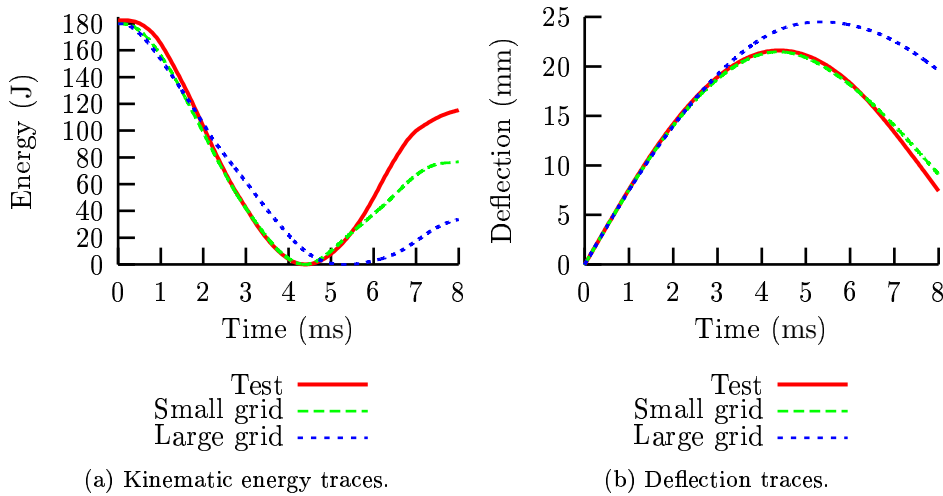 Energy (J)
180
160
140
120
100
80
60
40
20
0
0 1 2 3 4 5 6 7 8
Time (ms)
Test
Small grid
Large grid
(a) Kinematic energy traces.
Deflection (mm)
25
20
15
10
5
0
0 1 2 3 4 5 6 7 8
Time (ms)
Test
Small grid
Large grid
(b) Deflection traces.